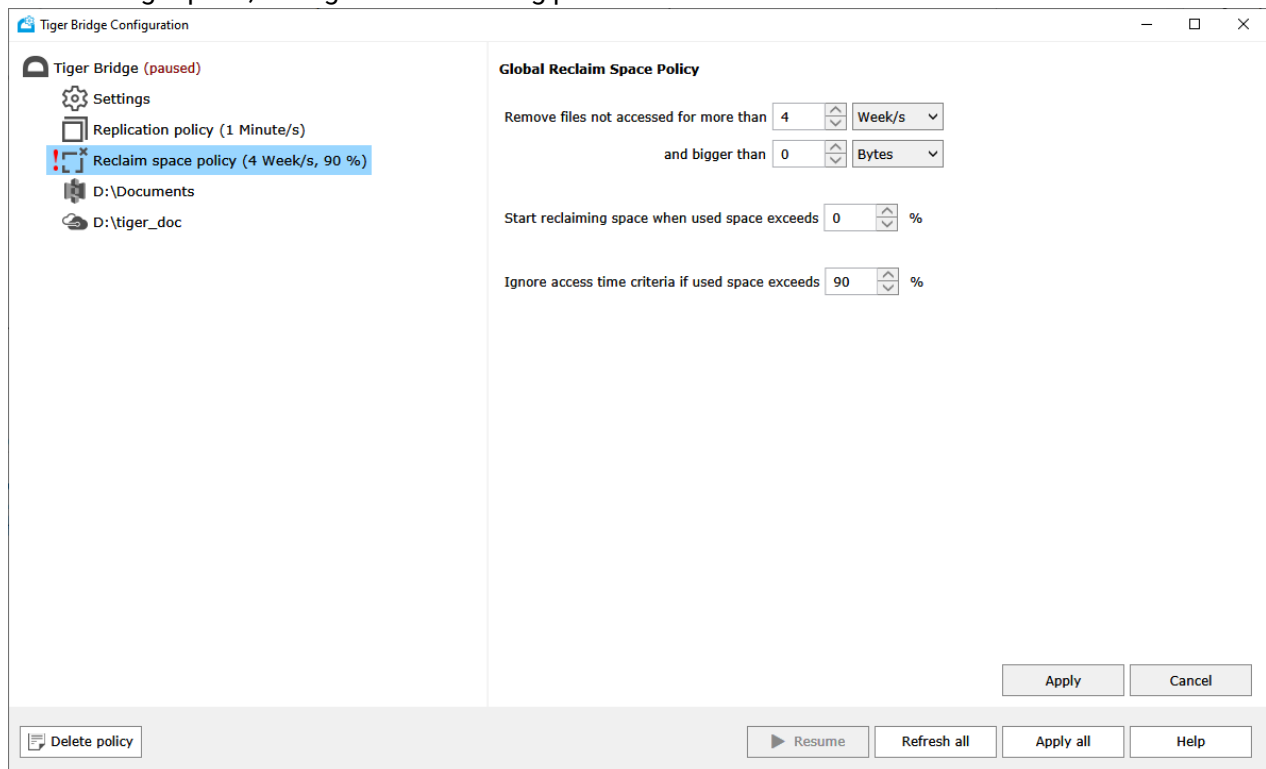 Tiger Bridge Configuration
Tiger Bridge (paused)
Settings
Replication policy (1 Minute/s)
Reclaim space policy (4 Week/s, 90 %)
D:\Documents
D:\tiger_doc
Global Reclaim Space Policy
Remove files not accessed for more than 4 Week/s
and bigger than 0 Bytes
Start reclaiming space when used space exceeds 0 %
Ignore access time criteria if used space exceeds 90 %
Apply Cancel
Delete policy Resume Refresh all Apply all Help